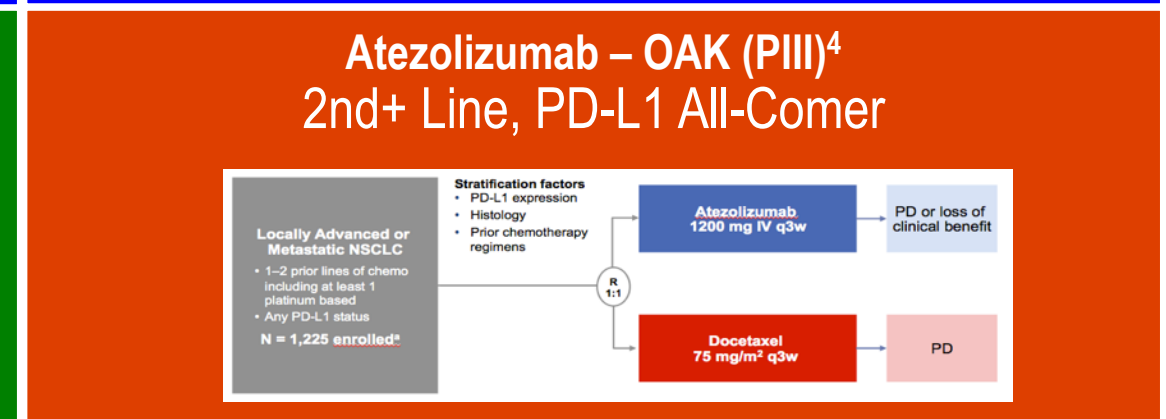 Atezolizumab – OAK (PIII)4
2nd+ Line, PD-L1 All-Comer
Locally Advanced or
Metastatic NSCLC
• 1–2 prior lines of chemo
including at least 1
platinum based
• Any PD-L1 status
N = 1,225 enrolleda
Stratification factors
• PD-L1 expression
• Histology
• Prior chemotherapy
regimens
R
1:1
Atezolizumab
1200 mg IV q3w
PD or loss of
clinical benefit
Docetaxel
75 mg/m2 q3w
PD